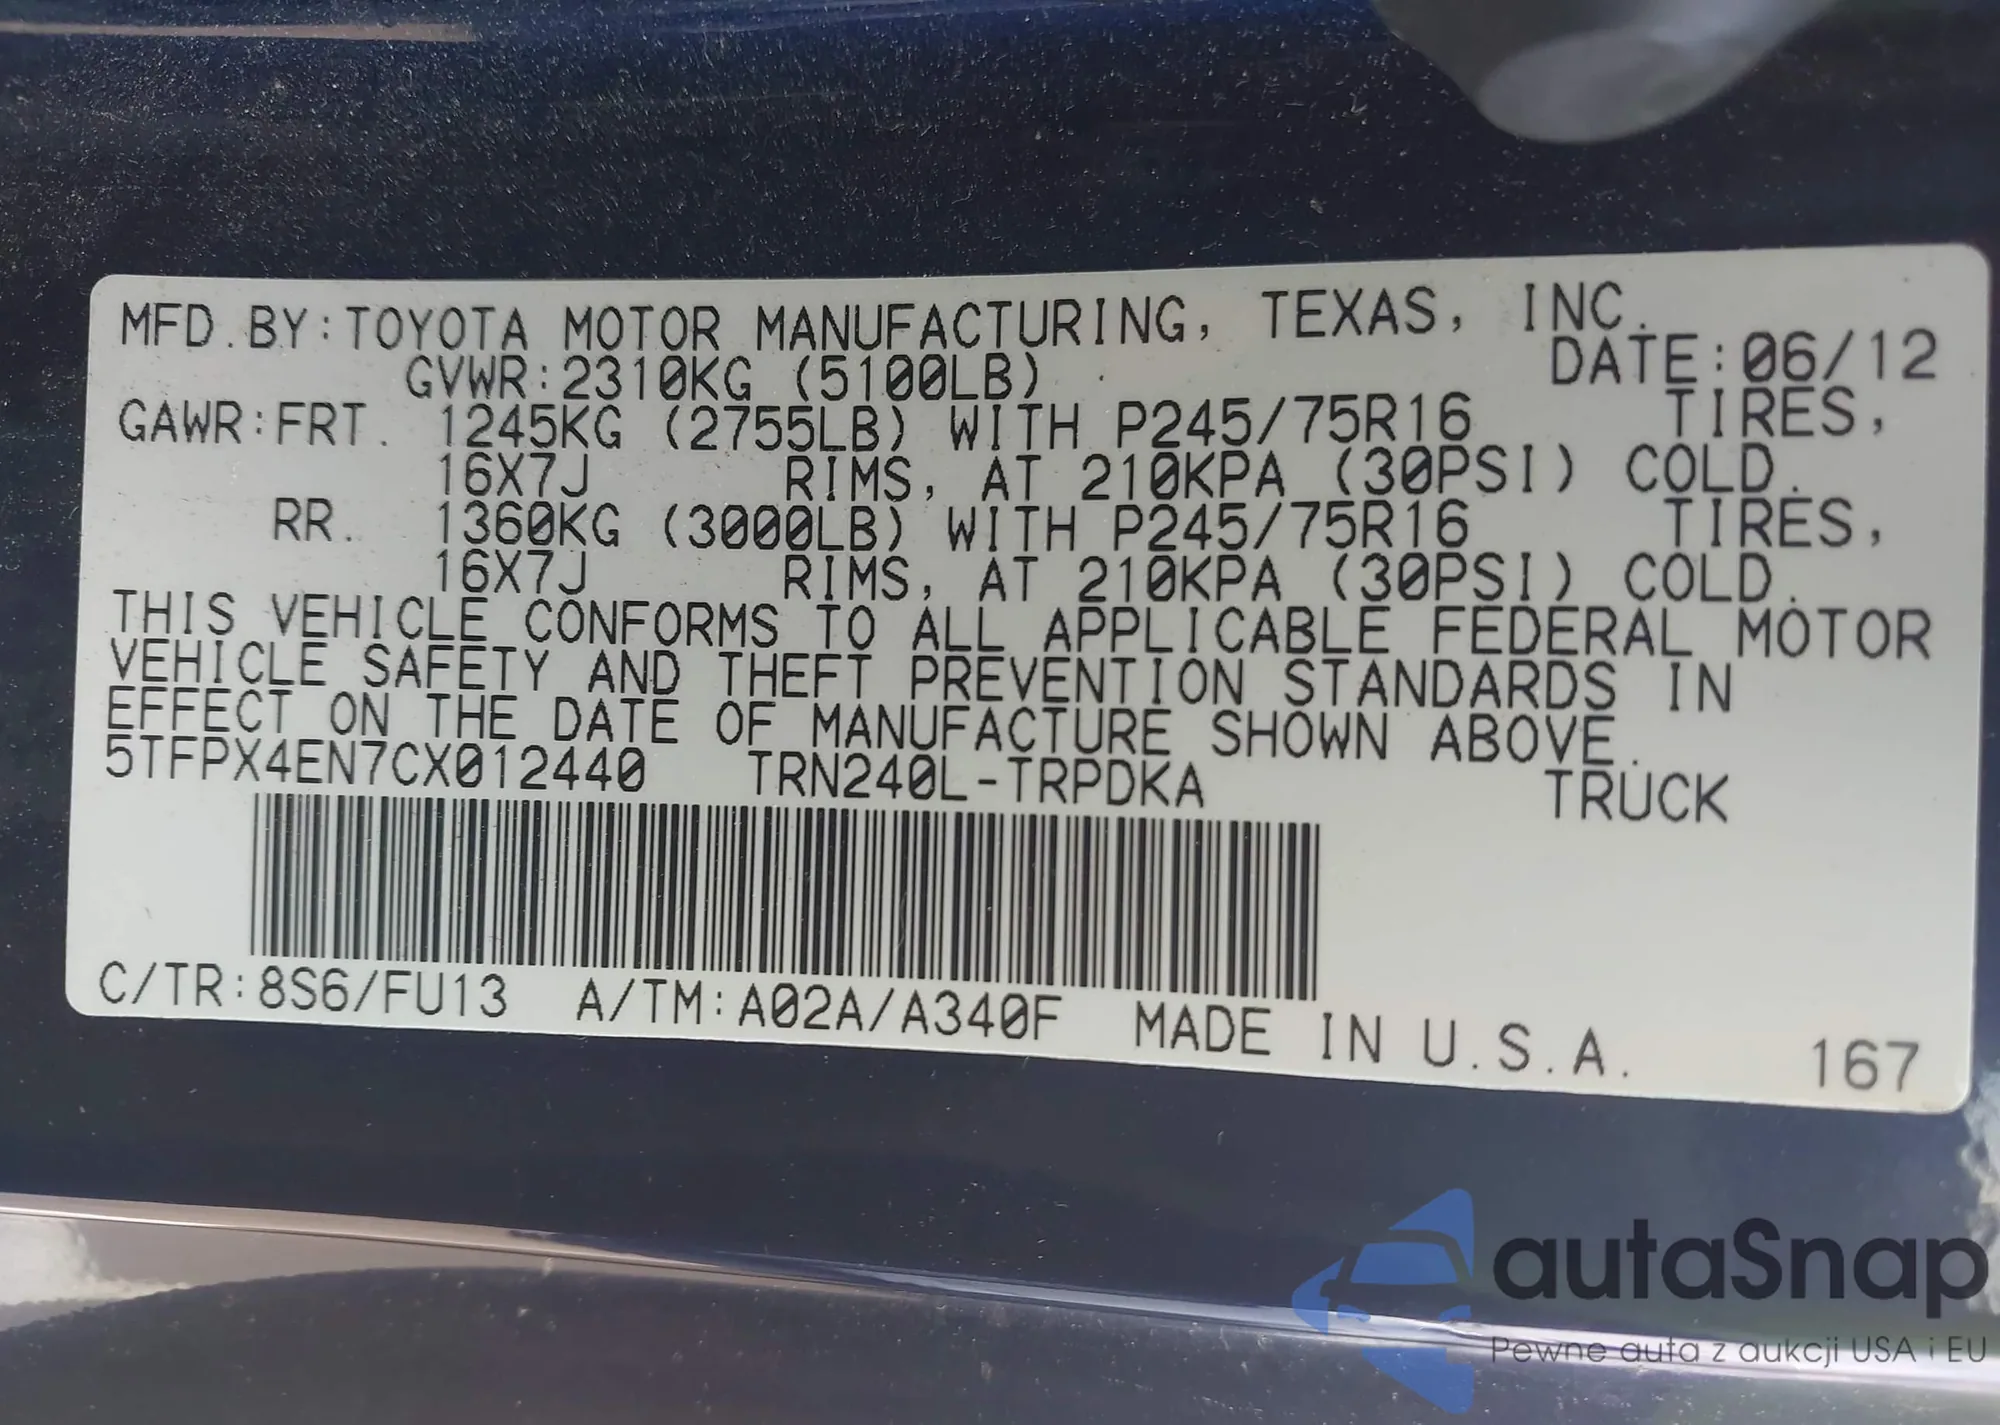 MFD.BY:TOYOTA MOTOR MANUFACTURING, TEXAS, INC.
GVWR:2310KG (5100LB) DATE:06/12
GAWR:FRT. 1245KG (2755LB) WITH P245/75R16 TIRES,
16X7J RIMS, AT 210KPA (30PSI) COLD.
RR. 1360KG (3000LB) WITH P245/75R16 TIRES,
16X7J RIMS, AT 210KPA (30PSI) COLD.
THIS VEHICLE CONFORMS TO ALL APPLICABLE FEDERAL MOTOR
VEHICLE SAFETY AND THEFT PREVENTION STANDARDS IN
EFFECT ON THE DATE OF MANUFACTURE SHOWN ABOVE.
5TFPX4EN7CX012440 TRN240L-TRPDKA TRUCK
C/TR:8S6/FU13 A/TM:A02A/A340F MADE IN U.S.A. 167
autaSnap
Pewne auta z aukcji USA i EU